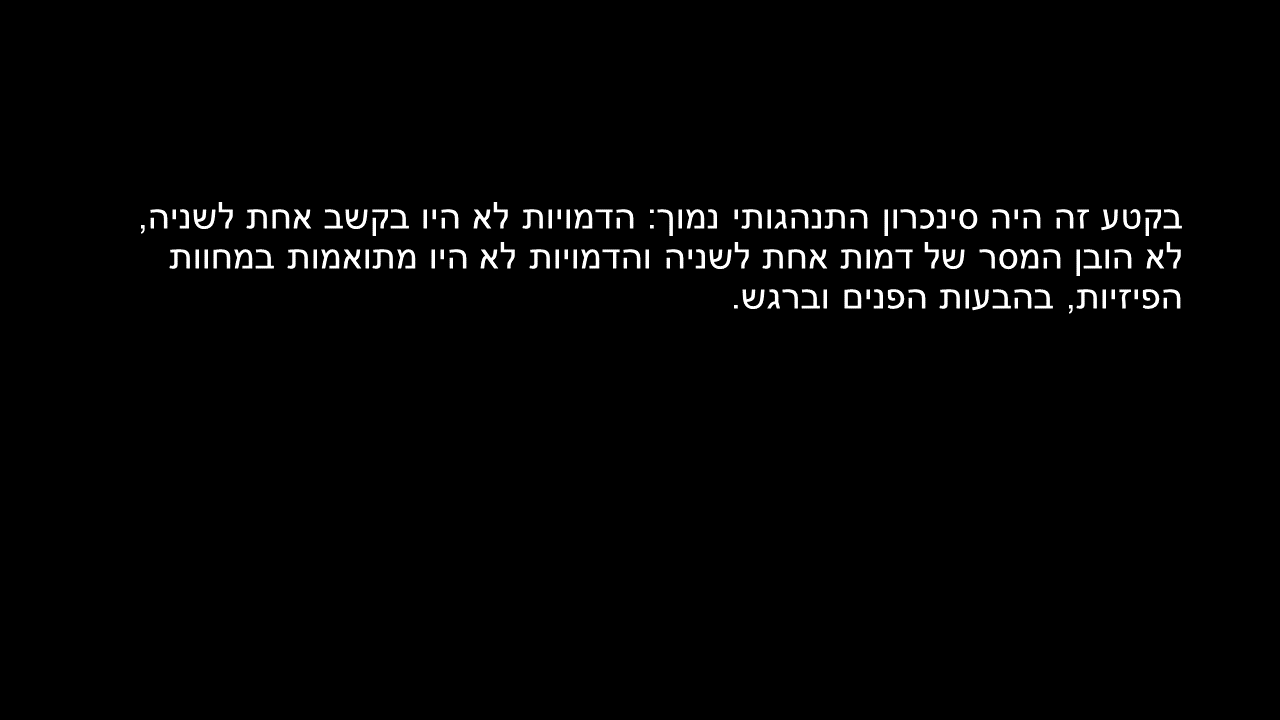 בקטע זה היה סינכרון התנהגותי נמוך: הדמויות לא היו בקשב אחת לשניה,
לא הובן המסר של דמות אחת לשניה והדמויות לא היו מתואמות במחוות
הפיזיות, בהבעות הפנים וברגש.